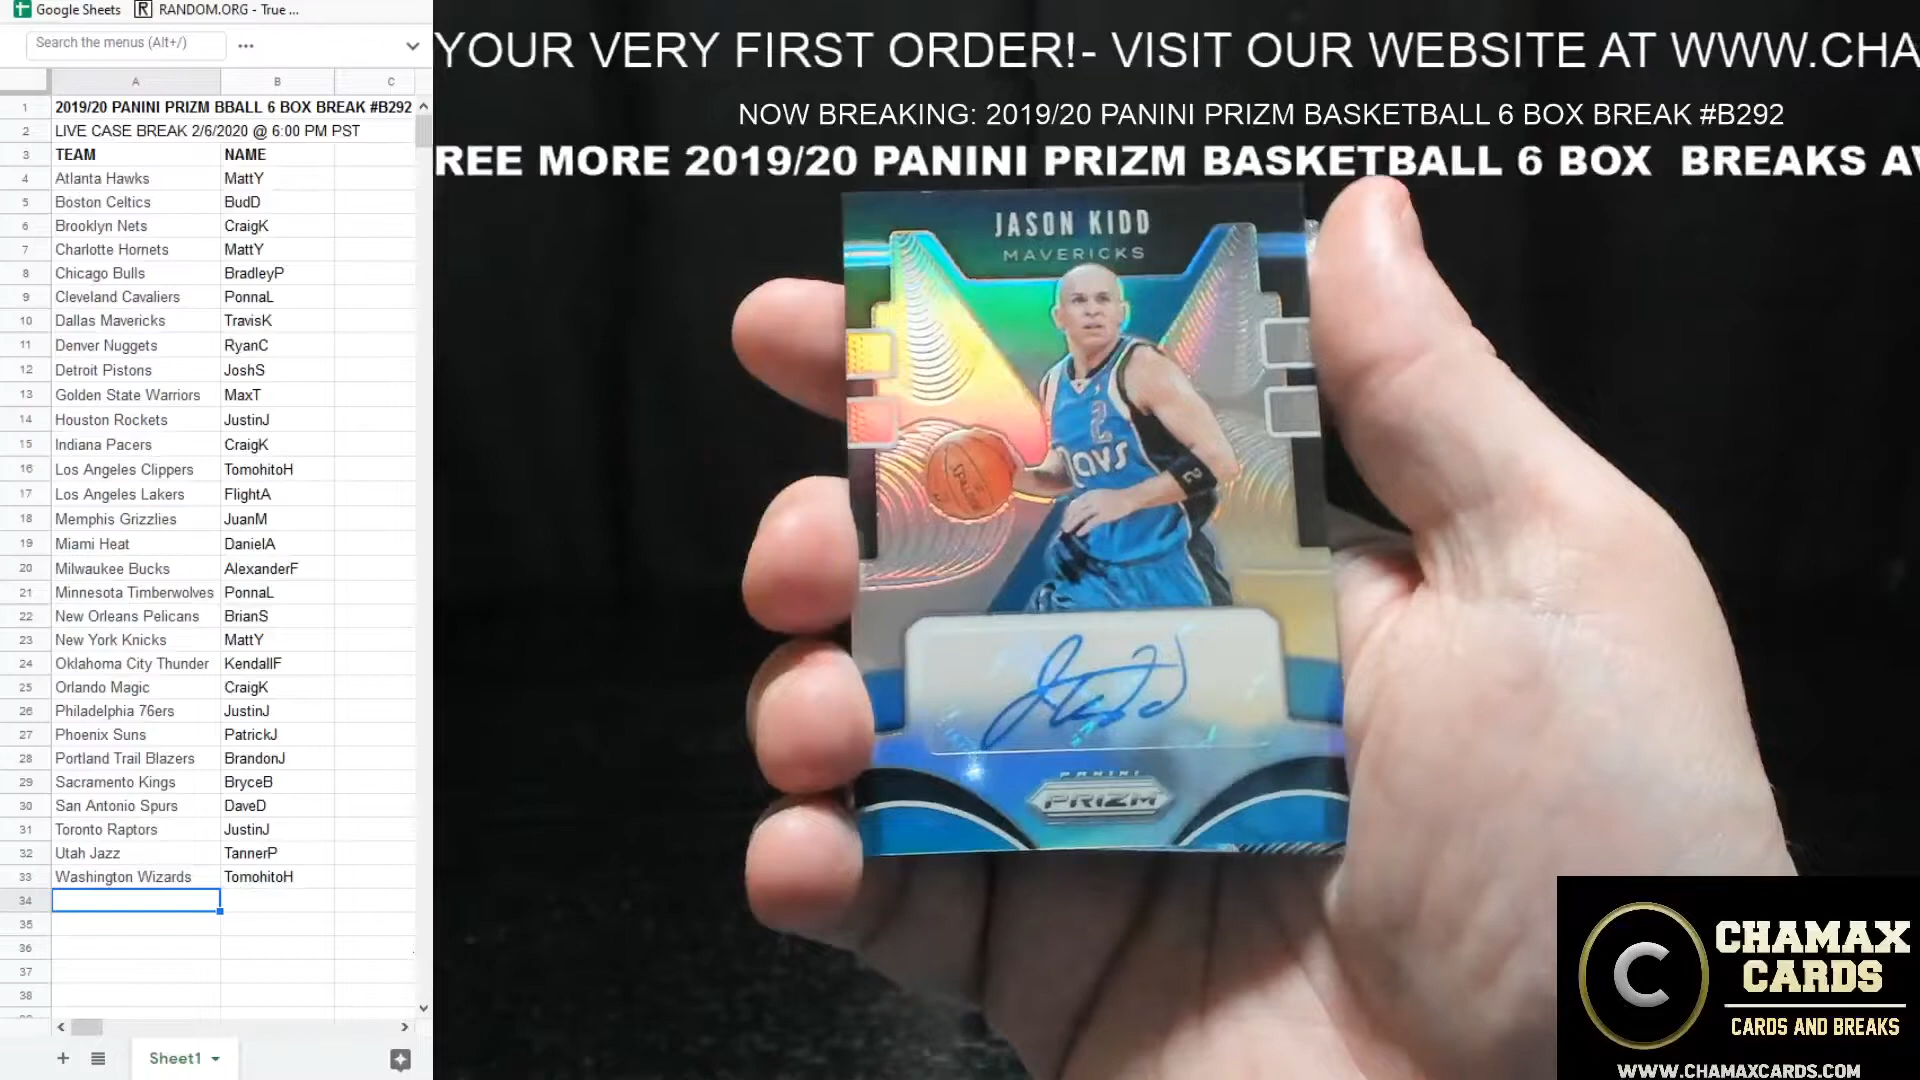 Google Sheets
RANDOM.ORG - True ...
Search the menus (Alt+/)
A B C
1 2019/20 PANINI PRIZM BBALL 6 BOX BREAK #B292
2 LIVE CASE BREAK 2/6/2020 @ 6:00 PM PST
3 TEAM NAME
4 Atlanta Hawks MattY
5 Boston Celtics BudD
6 Brooklyn Nets CraigK
7 Charlotte Hornets MattY
8 Chicago Bulls BradleyP
9 Cleveland Cavaliers PonnaL
10 Dallas Mavericks TravisK
11 Denver Nuggets RyanC
12 Detroit Pistons JoshS
13 Golden State Warriors MaxT
14 Houston Rockets JustinJ
15 Indiana Pacers CraigK
16 Los Angeles Clippers TomohitoH
17 Los Angeles Lakers FlightA
18 Memphis Grizzlies JuanM
19 Miami Heat DanielA
20 Milwaukee Bucks AlexanderF
21 Minnesota Timberwolves PonnaL
22 New Orleans Pelicans BrianS
23 New York Knicks MattY
24 Oklahoma City Thunder KendallF
25 Orlando Magic CraigK
26 Philadelphia 76ers JustinJ
27 Phoenix Suns PatrickJ
28 Portland Trail Blazers BrandonJ
29 Sacramento Kings BryceB
30 San Antonio Spurs DaveD
31 Toronto Raptors JustinJ
32 Utah Jazz TannerP
33 Washington Wizards TomohitoH
34
35
36
37
38
Sheet1
YOUR VERY FIRST ORDER!- VISIT OUR WEBSITE AT WWW.CHA
NOW BREAKING: 2019/20 PANINI PRIZM BASKETBALL 6 BOX BREAK #B292
REE MORE 2019/20 PANINI PRIZM BASKETBALL 6 BOX BREAKS AV
JASON KIDD
MAVERICKS
2
avs
SPALDING
2
PANINI
PRIZM
C
CHAMAX
CARDS
CARDS AND BREAKS
WWW.CHAMAXCARDS.COM